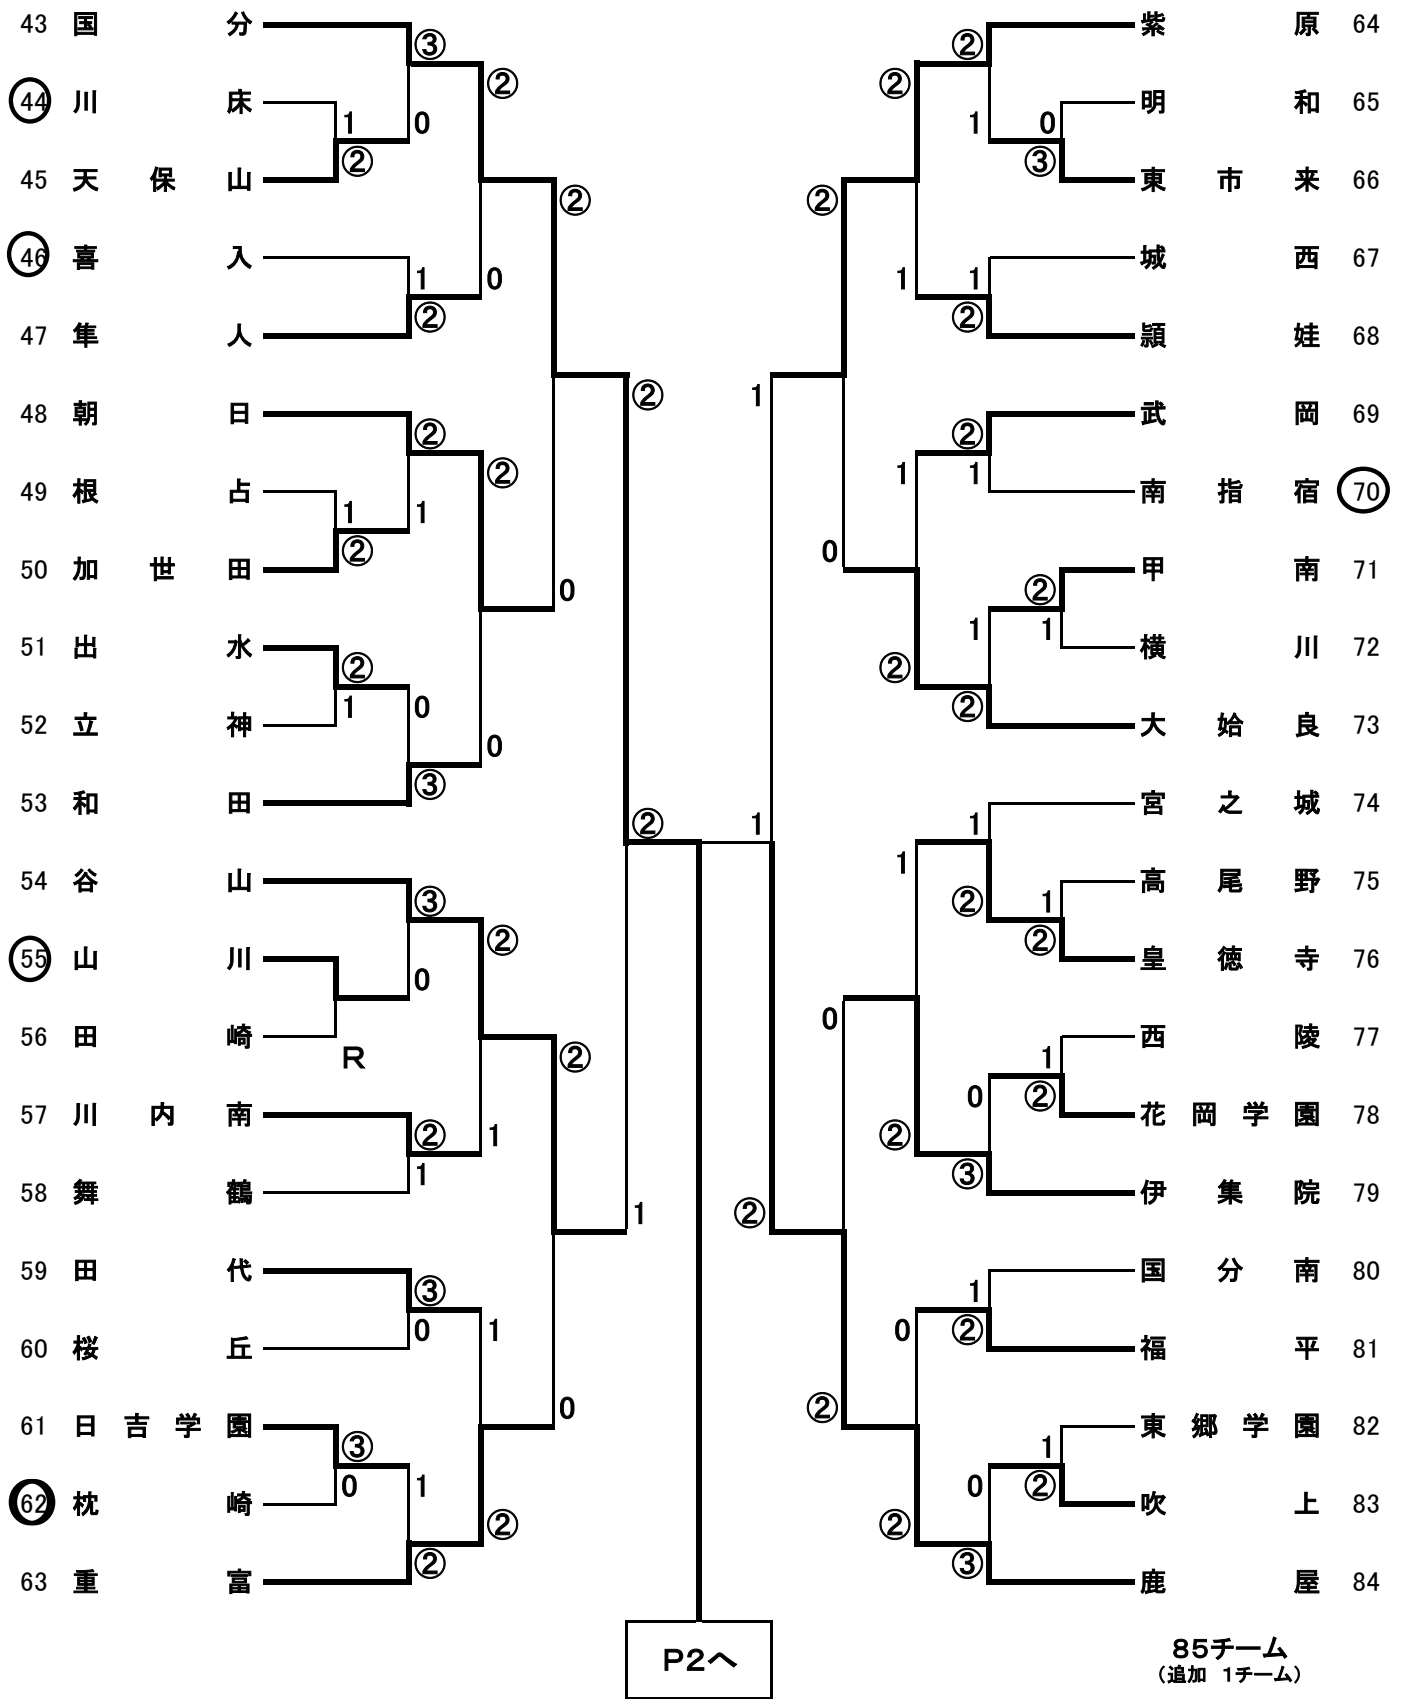 43 国分 ③ ② 紫原 64
② ②
44 川床 1 0 明和 65
② 1 0
45 天保山 ② ③ 東市来 66
② ②
46 喜入 1 0 城西 67
② 1 1
47 隼人 ② 頴娃 68
② 1
48 朝日 ② ② 武岡 69
② 1 1
49 根占 1 1 南指宿 70
② 0
50 加世田 0 ② 甲南 71
51 出水 ② 1 1 横川 72
1 0 ②
52 立神 0 ② 大姶良 73
③
53 和田 ② 1 1 宮之城 74
1
54 谷山 ③ ② 1 高尾野 75
② ②
55 山川 0 皇徳寺 76
0
56 田崎 R ② 1 西陵 77
0 ②
57 川内南 ② 1 ② 花岡学園 78
1 ③
58 舞鶴 1 ② 伊集院 79
59 田代 ③ 1 国分南 80
0 1 0 ②
60 桜丘 福平 81
0 ②
61 日吉学園 ③ 1 東郷学園 82
0 1 0 ②
62 枕崎 ② ② 吹上 83
② ③
63 重富 鹿屋 84
P2へ
85チーム
（追加 1チーム）